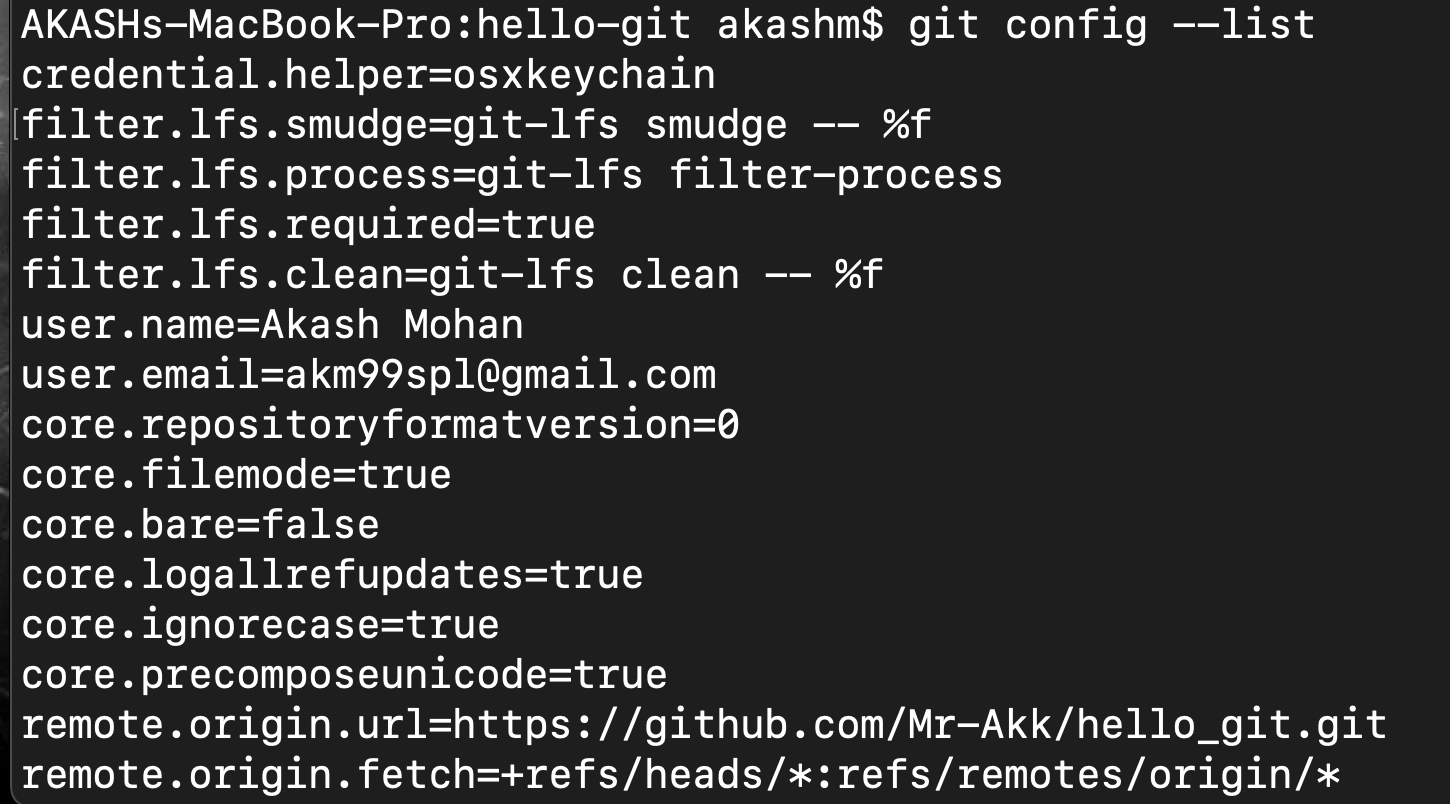 AKASHs-MacBook-Pro:hello-git akashm$ git config --list
credential.helper=osxkeychain
filter.lfs.smudge=git-lfs smudge -- %f
filter.lfs.process=git-lfs filter-process
filter.lfs.required=true
filter.lfs.clean=git-lfs clean -- %f
user.name=Akash Mohan
user.email=akm99spl@gmail.com
core.repositoryformatversion=0
core.filemode=true
core.bare=false
core.logallrefupdates=true
core.ignorecase=true
core.precomposeunicode=true
remote.origin.url=https://github.com/Mr-Akk/hello_git.git
remote.origin.fetch=+refs/heads/*:refs/remotes/origin/*